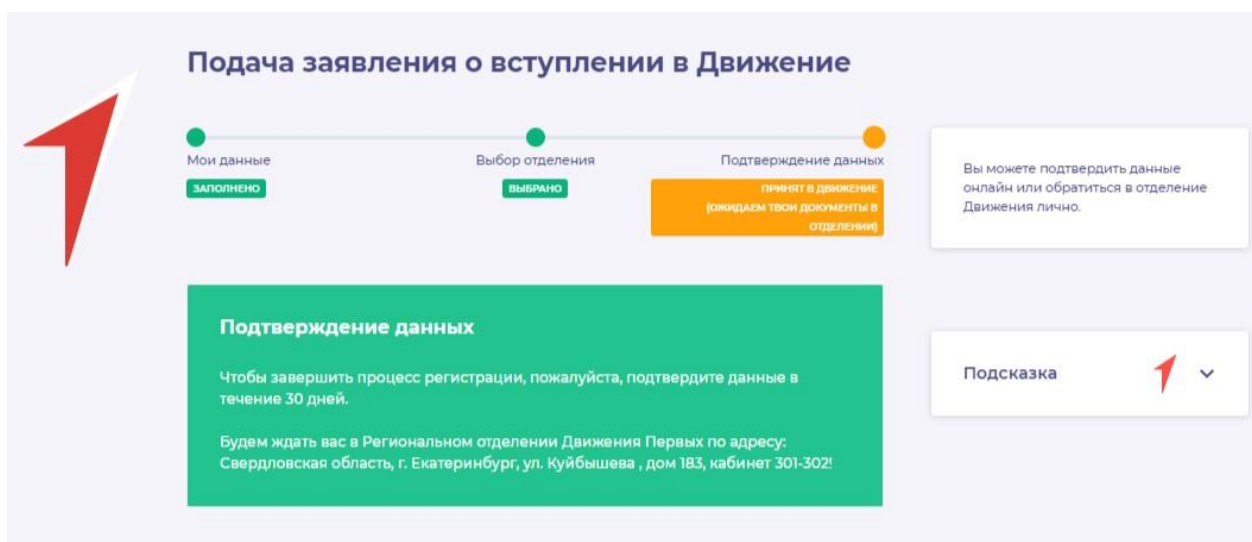 Подача заявления о вступлении в Движение
Мои данные
ЗАПОЛНЕНО
Выбор отделения
ВЫБРАНО
Подтверждение данных
ПРИНЯТ В ДВИЖЕНИЕ
(ОЖИДАЕМ ТВОИ ДОКУМЕНТЫ В
ОТДЕЛЕНИИ)
Вы можете подтвердить данные
онлайн или обратиться в отделение
Движения лично.
Подтверждение данных
Чтобы завершить процесс регистрации, пожалуйста, подтвердите данные в
течение 30 дней.
Будем ждать вас в Региональном отделении Движения Первых по адресу:
Свердловская область, г. Екатеринбург, ул. Куйбышева , дом 183, кабинет 301-302!
Подсказка